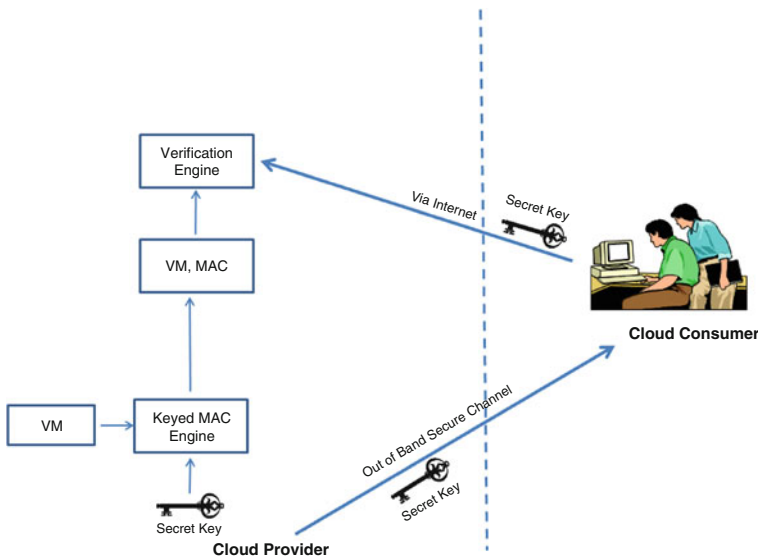 Verification
Engine
Via Internet
Secret Key
VM, MAC
Cloud Consumer
VM
Keyed MAC
Engine
Out of Band Secure Channel
Secret Key
Secret Key
Cloud Provider